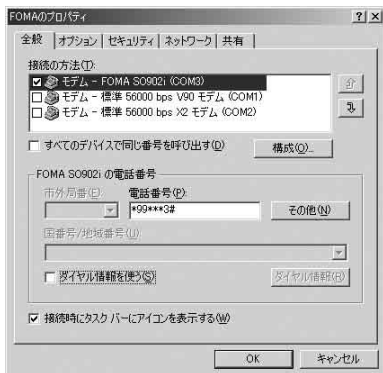 FOMAのプロパティ
全般 オプション セキュリティ ネットワーク 共有
接続の方法(T):
モデム - FOMA SO902i (COM3)
モデム - 標準 56000 bps V90 モデム (COM1)
モデム - 標準 56000 bps X2 モデム (COM2)
すべてのデバイスで同じ番号を呼び出す(D) 構成(O)...
FOMA SO902i の電話番号
市外局番(E): 電話番号(P):
*99***3# その他(N)
国番号/地域番号(U):
ダイヤル情報を使う(S) ダイヤル情報(R)
接続時にタスク バーにアイコンを表示する(W)
OK キャンセル